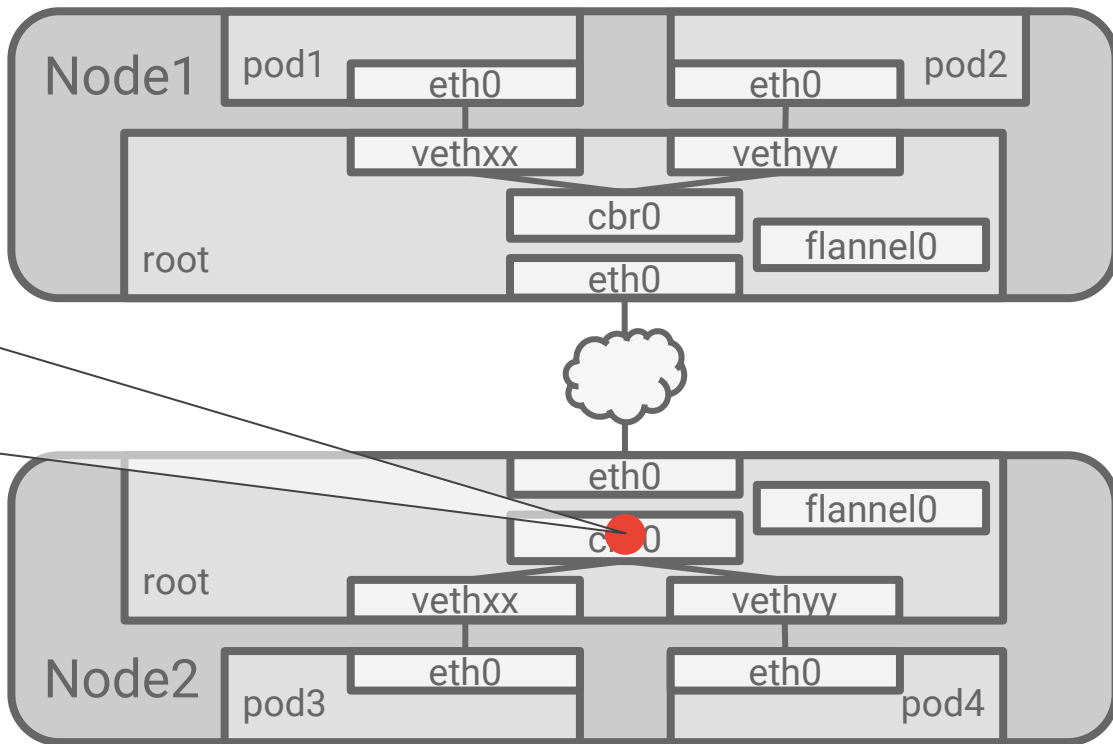 Node1
pod1
pod2
eth0
eth0
vethxx
vethyy
cbr0
flannel0
root
eth0
eth0
flannel0
root
vethxx
vethyy
Node2
eth0
eth0
pod3
pod4